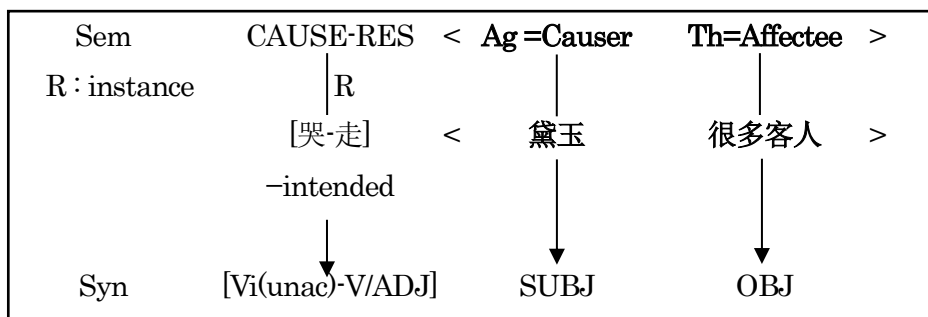 Sem CAUSE-RES < Ag =Causer Th=Affectee >
R : instance R
[哭-走] < 黛玉 很多客人 >
−intended
Syn [Vi(unac)-V/ADJ] SUBJ OBJ